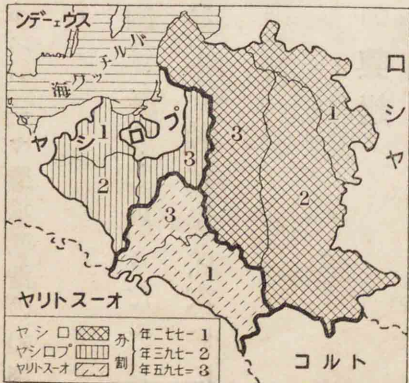 スウェデン
バルチック海
ロシヤ
プロシヤ
1
3
3
1
2
2
3
1
オーストリヤ
トルコ
1-一七七二年 分割 ロシヤ
2-一七九三年 プロシヤ
3=一七九五年 オーストリヤ